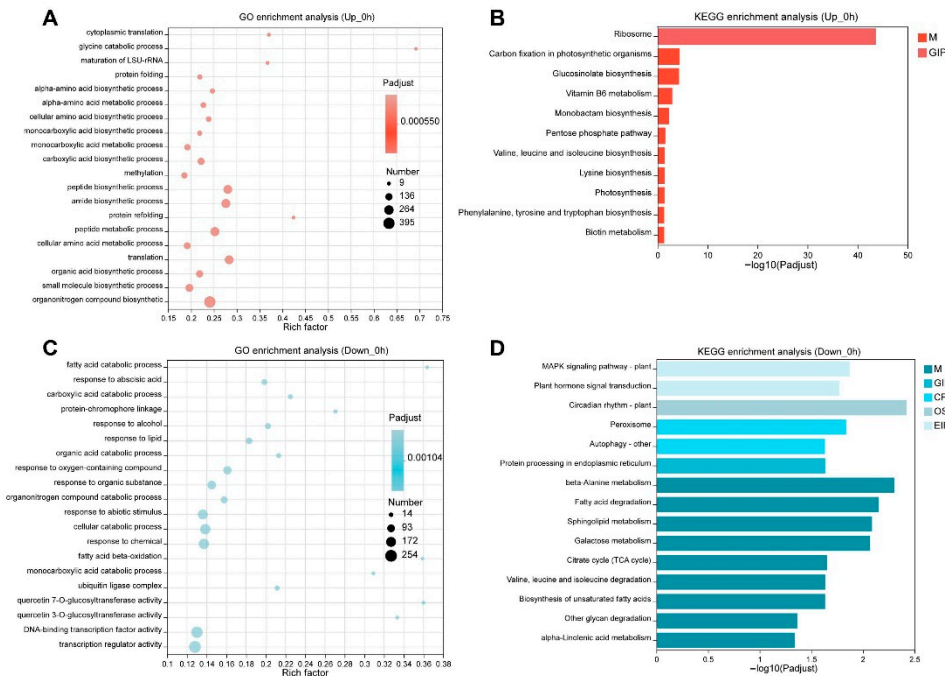 A
GO enrichment analysis (Up_0h)
cytoplasmic translation
glycine catabolic process
maturation of LSU-rRNA
protein folding
alpha-amino acid biosynthetic process
alpha-amino acid metabolic process
cellular amino acid biosynthetic process
monocarboxylic acid biosynthetic process
monocarboxylic acid metabolic process
carboxylic acid biosynthetic process
methylation
peptide biosynthetic process
amide biosynthetic process
protein refolding
peptide metabolic process
cellular amino acid metabolic process
translation
organic acid biosynthetic process
small molecule biosynthetic process
organonitrogen compound biosynthetic
0.15 0.2 0.25 0.3 0.35 0.4 0.45 0.5 0.55 0.6 0.65 0.7 0.75
Rich factor
Padjust
0.000550
Number
9
136
264
395
B
KEGG enrichment analysis (Up_0h)
Ribosome
Carbon fixation in photosynthetic organisms
Glucosinolate biosynthesis
Vitamin B6 metabolism
Monobactam biosynthesis
Pentose phosphate pathway
Valine, leucine and isoleucine biosynthesis
Lysine biosynthesis
Photosynthesis
Phenylalanine, tyrosine and tryptophan biosynthesis
Biotin metabolism
0 10 20 30 40 50
−log10(Padjust)
M
GIP
C
GO enrichment analysis (Down_0h)
fatty acid catabolic process
response to abscisic acid
carboxylic acid catabolic process
protein-chromophore linkage
response to alcohol
response to lipid
organic acid catabolic process
response to oxygen-containing compound
response to organic substance
organonitrogen compound catabolic process
response to abiotic stimulus
cellular catabolic process
response to chemical
fatty acid beta-oxidation
monocarboxylic acid catabolic process
ubiquitin ligase complex
quercetin 7-O-glucosyltransferase activity
quercetin 3-O-glucosyltransferase activity
DNA-binding transcription factor activity
transcription regulator activity
0.1 0.12 0.14 0.16 0.18 0.2 0.22 0.24 0.26 0.28 0.3 0.32 0.34 0.36 0.38
Rich factor
Padjust
0.00104
Number
14
93
172
254
D
KEGG enrichment analysis (Down_0h)
MAPK signaling pathway - plant
Plant hormone signal transduction
Circadian rhythm - plant
Peroxisome
Autophagy - other
Protein processing in endoplasmic reticulum
beta-Alanine metabolism
Fatty acid degradation
Sphingolipid metabolism
Galactose metabolism
Citrate cycle (TCA cycle)
Valine, leucine and isoleucine degradation
Biosynthesis of unsaturated fatty acids
Other glycan degradation
alpha-Linolenic acid metabolism
0 0.5 1 1.5 2 2.5
−log10(Padjust)
M
OS